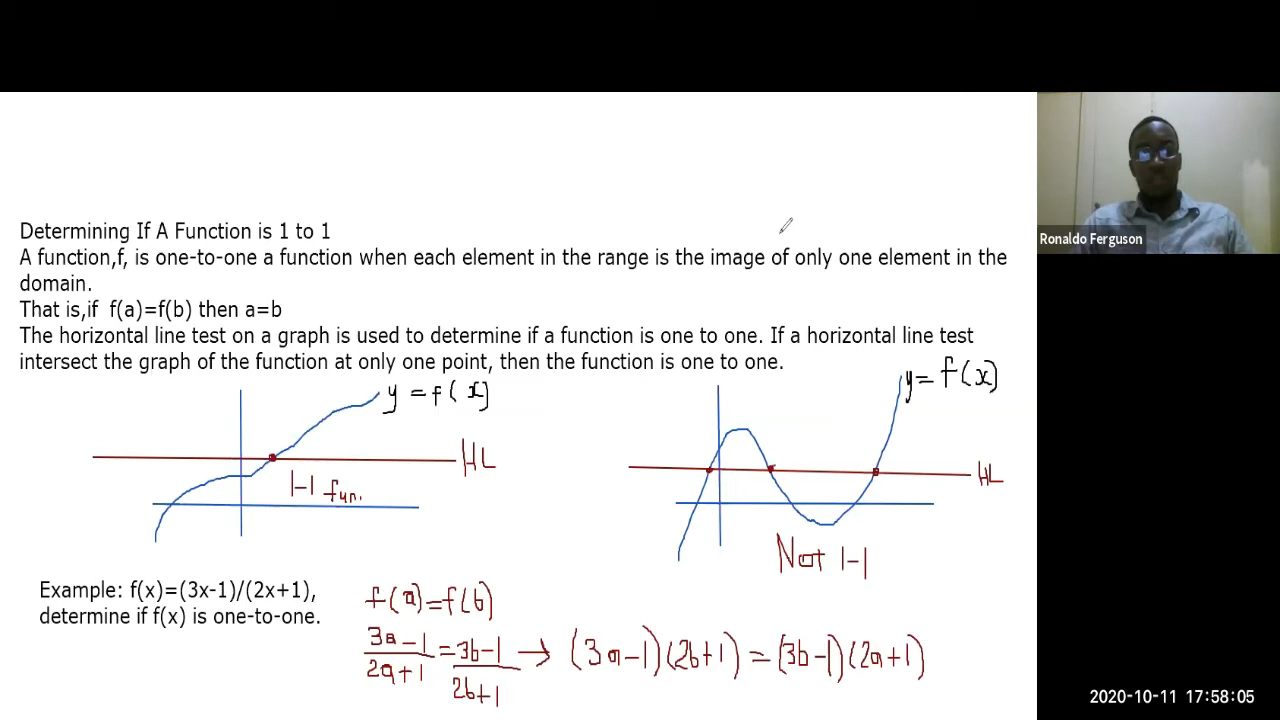 Determining If A Function is 1 to 1
A function,f, is one-to-one a function when each element in the range is the image of only one element in the
domain.
That is,if f(a)=f(b) then a=b
The horizontal line test on a graph is used to determine if a function is one to one. If a horizontal line test
intersect the graph of the function at only one point, then the function is one to one.
y = f(x)
HL
1-1 fun.
y = f(x)
HL
Not 1-1
Example: f(x)=(3x-1)/(2x+1),
determine if f(x) is one-to-one.
f(a)=f(b)
3a-1/2a+1 = 3b-1/2b+1 → (3a-1)(2b+1) = (3b-1)(2a+1)
Ronaldo Ferguson
2020-10-11 17:58:05